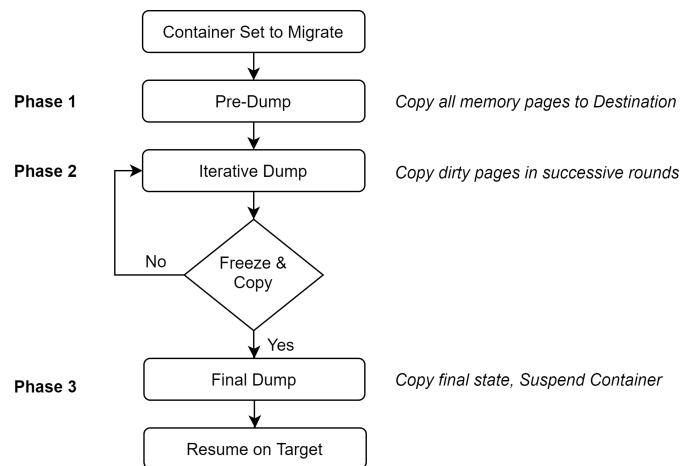 Container Set to Migrate
Phase 1
Pre-Dump
Copy all memory pages to Destination
Phase 2
Iterative Dump
Copy dirty pages in successive rounds
No
Freeze &
Copy
Yes
Phase 3
Final Dump
Copy final state, Suspend Container
Resume on Target